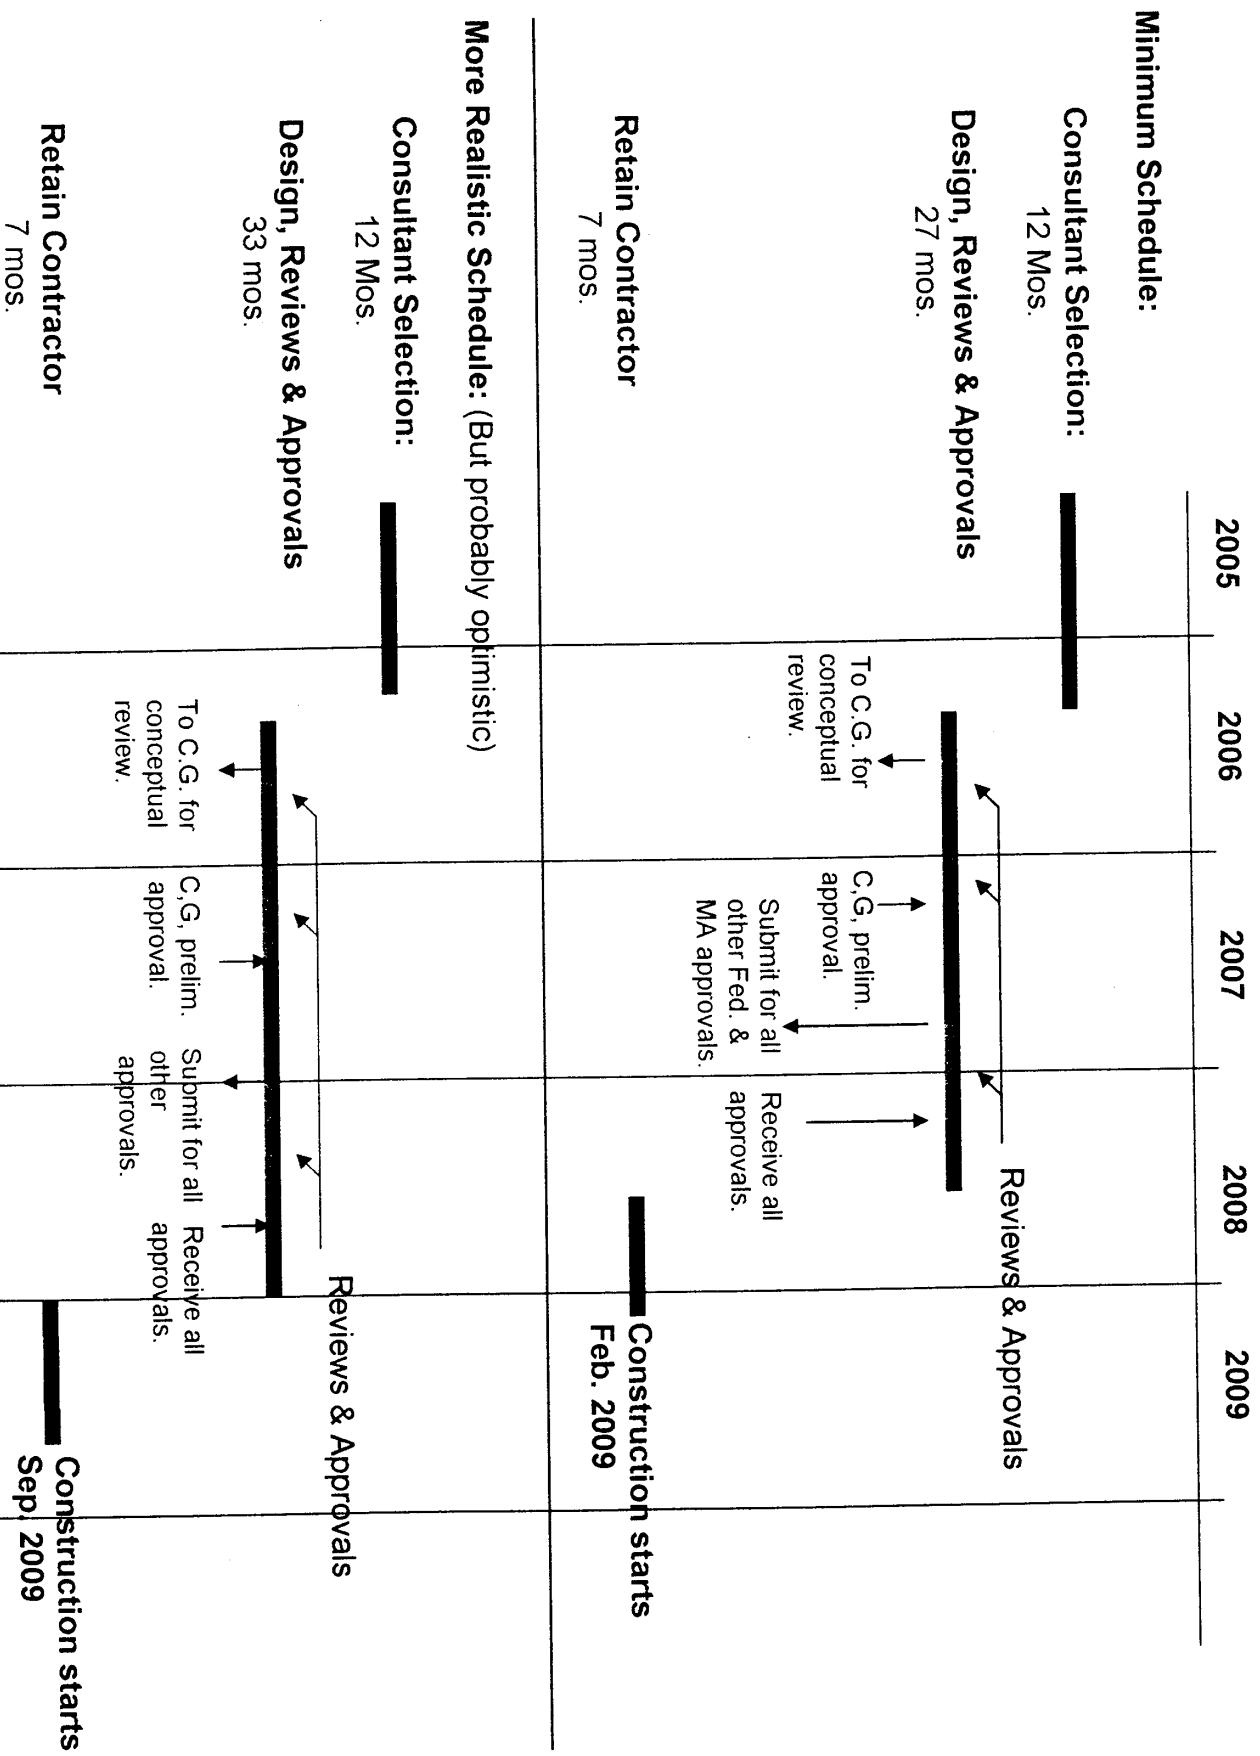 2005 2006 2007 2008 2009
Minimum Schedule:
Consultant Selection:
12 Mos.
Reviews & Approvals
Design, Reviews & Approvals
27 mos.
To C.G. for
conceptual
review.
C,G, prelim.
approval.
Submit for all
other Fed. &
MA approvals.
Receive all
approvals.
Retain Contractor
7 mos.
Construction starts
Feb. 2009
More Realistic Schedule: (But probably optimistic)
Consultant Selection:
12 Mos.
Reviews & Approvals
Design, Reviews & Approvals
33 mos.
To C.G. for
conceptual
review.
C,G, prelim.
approval.
Submit for all
other
approvals.
Receive all
approvals.
Retain Contractor
7 mos.
Construction starts
Sep. 2009